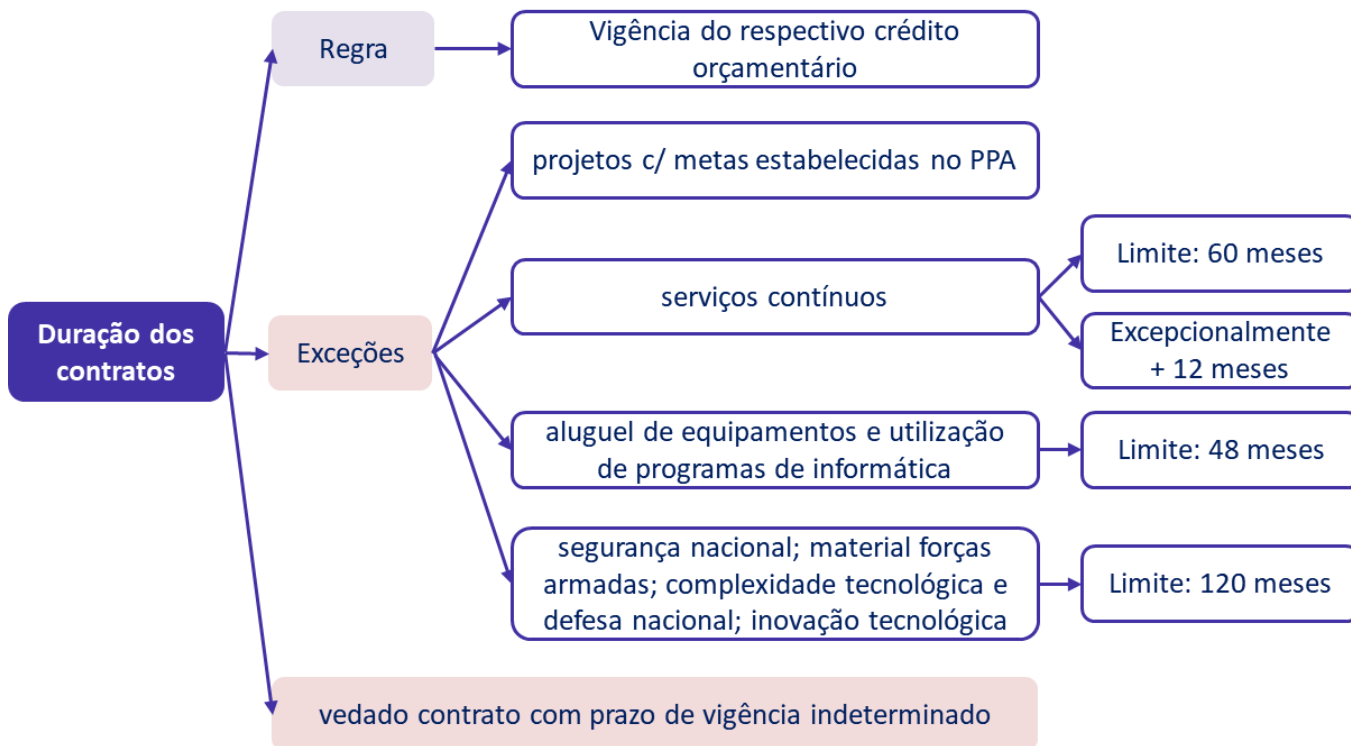 Duração dos
contratos
Regra
Vigência do respectivo crédito
orçamentário
Exceções
projetos c/ metas estabelecidas no PPA
serviços contínuos
Limite: 60 meses
Excepcionalmente
+ 12 meses
aluguel de equipamentos e utilização
de programas de informática
Limite: 48 meses
segurança nacional; material forças
armadas; complexidade tecnológica e
defesa nacional; inovação tecnológica
Limite: 120 meses
vedado contrato com prazo de vigência indeterminado